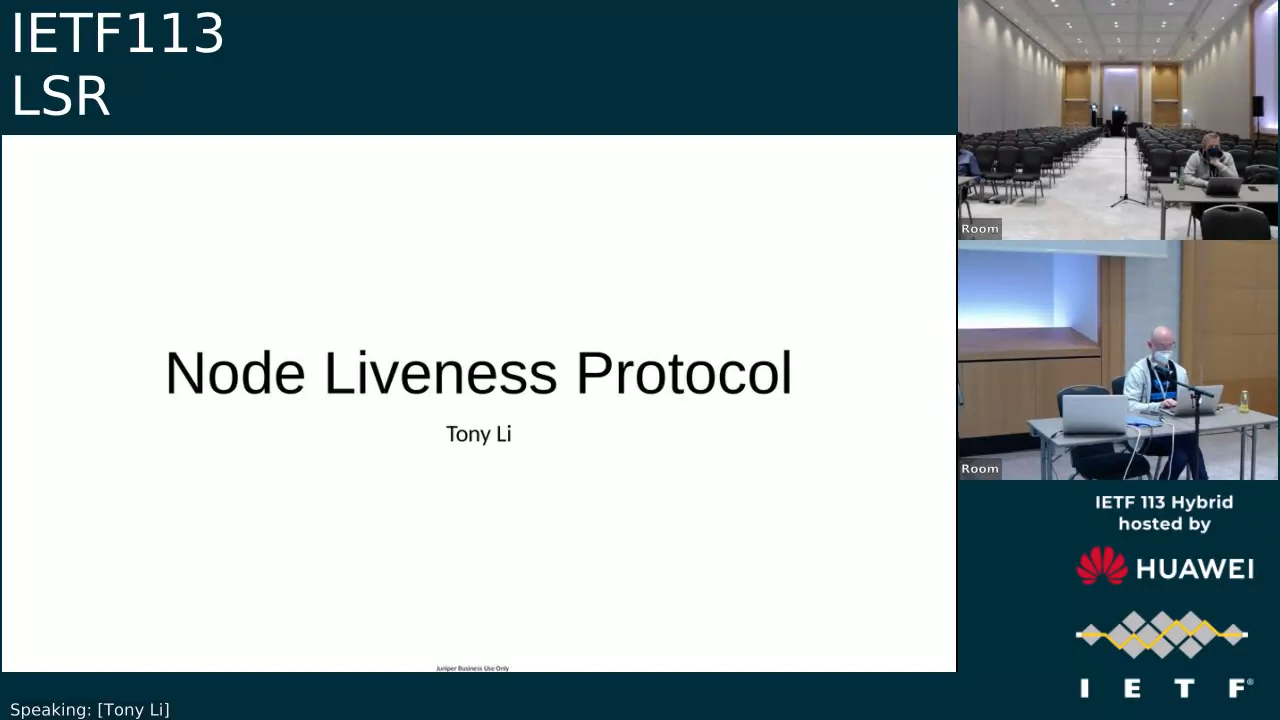 IETF113
LSR
Node Liveness Protocol
Tony Li
Juniper Business Use Only
Speaking: [Tony Li]
Room
Room
IETF 113 Hybrid
hosted by
HUAWEI
I E T F®